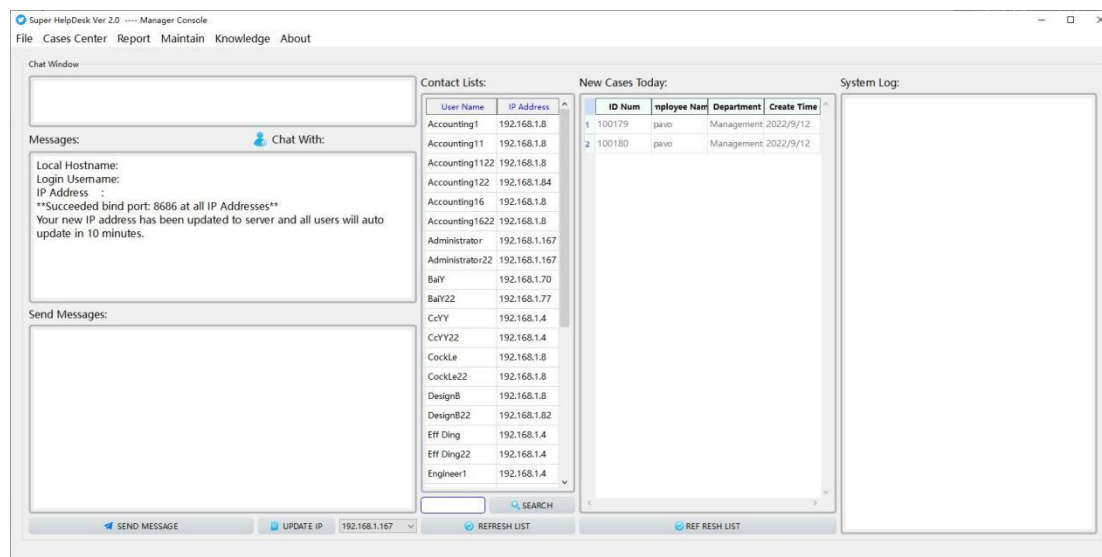 Super HelpDesk Ver 2.0 ---- Manager Console
File Cases Center Report Maintain Knowledge About
Chat Window
Messages:
Chat With:
Local Hostname:
Login Username:
IP Address :
**Succeeded bind port: 8686 at all IP Addresses**
Your new IP address has been updated to server and all users will auto
update in 10 minutes.
Send Messages:
SEND MESSAGE
UPDATE IP
192.168.1.167
Contact Lists:
User Name IP Address
Accounting1 192.168.1.8
Accounting11 192.168.1.8
Accounting1122 192.168.1.8
Accounting122 192.168.1.84
Accounting16 192.168.1.8
Accounting1622 192.168.1.8
Administrator 192.168.1.167
Administrator22 192.168.1.167
BaiY 192.168.1.70
BaiY22 192.168.1.77
CcYY 192.168.1.4
CcYY22 192.168.1.4
CockLe 192.168.1.8
CockLe22 192.168.1.8
DesignB 192.168.1.8
DesignB22 192.168.1.82
Eff Ding 192.168.1.4
Eff Ding22 192.168.1.4
Engineer1 192.168.1.4
SEARCH
REFRESH LIST
New Cases Today:
ID Num mployee Nam Department Create Time
1 100179 pavo Management 2022/9/12
2 100180 pavo Management 2022/9/12
REF RESH LIST
System Log: